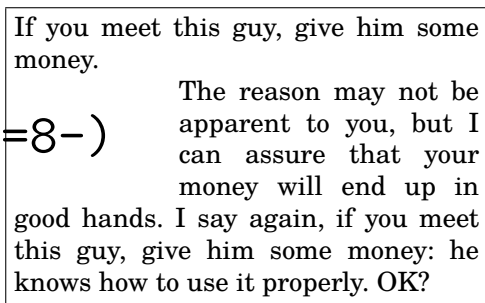 If you meet this guy, give him some
money.
The reason may not be
=8-) apparent to you, but I
can assure that your
money will end up in
good hands. I say again, if you meet
this guy, give him some money: he
knows how to use it properly. OK?